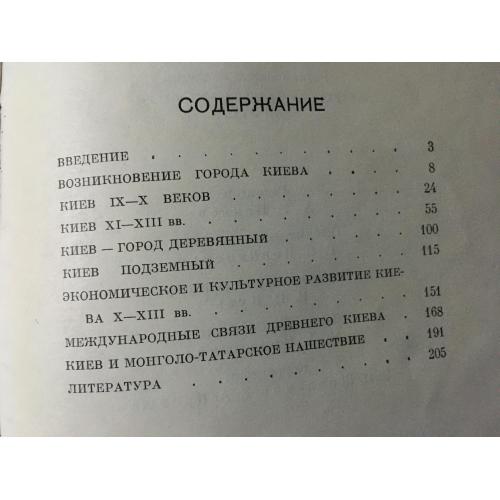 СОДЕРЖАНИЕ
ВВЕДЕНИЕ . . . . . . . . . . 3
ВОЗНИКНОВЕНИЕ ГОРОДА КИЕВА . . . . 8
КИЕВ IX—X ВЕКОВ . . . . . . . 24
КИЕВ XI—XIII вв. . . . . . . . 55
КИЕВ — ГОРОД ДЕРЕВЯННЫЙ . . . . . 100
КИЕВ ПОДЗЕМНЫЙ . . . . . . . 115
ЭКОНОМИЧЕСКОЕ И КУЛЬТУРНОЕ РАЗВИТИЕ КИЕ-
ВА X—XIII вв. . . . . . . . . 151
МЕЖДУНАРОДНЫЕ СВЯЗИ ДРЕВНЕГО КИЕВА . 168
КИЕВ И МОНГОЛО-ТАТАРСКОЕ НАШЕСТВИЕ . . 191
ЛИТЕРАТУРА . . . . . . . . 205